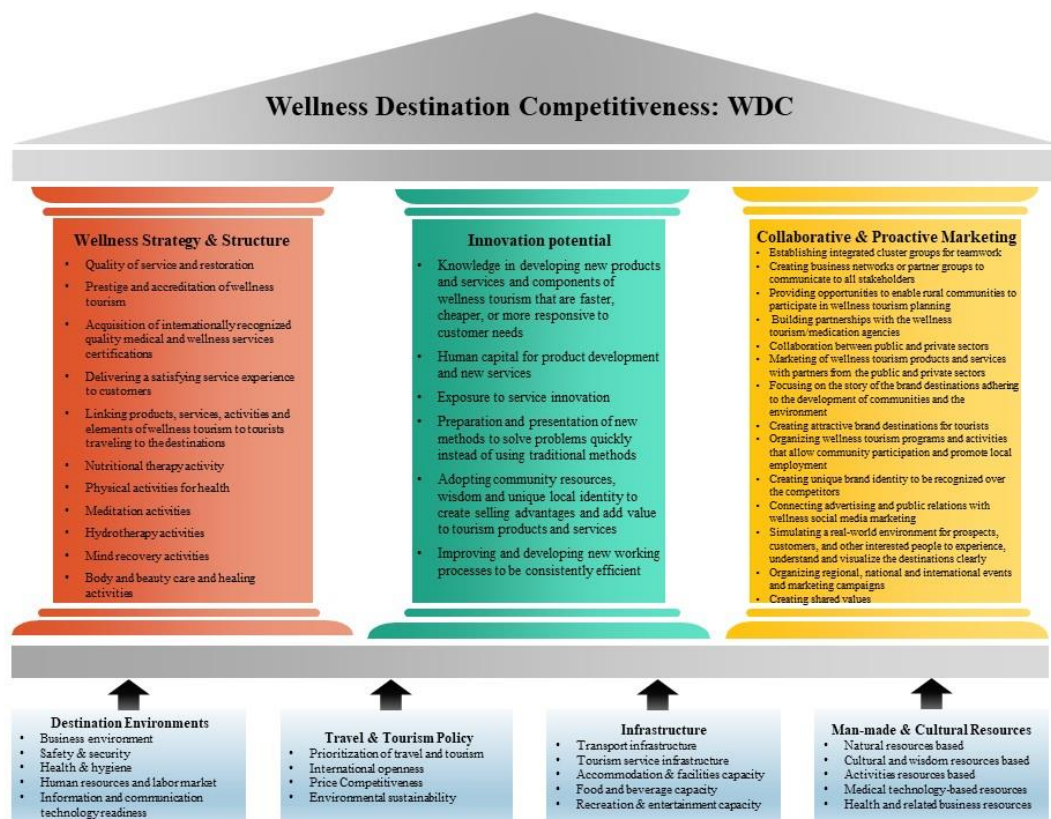 Wellness Destination Competitiveness: WDC
Wellness Strategy & Structure
• Quality of service and restoration
• Prestige and accreditation of wellness
tourism
• Acquisition of internationally recognized
quality medical and wellness services
certifications
• Delivering a satisfying service experience
to customers
• Linking products, services, activities and
elements of wellness tourism to tourists
traveling to the destinations
• Nutritional therapy activity
• Physical activities for health
• Meditation activities
• Hydrotherapy activities
• Mind recovery activities
• Body and beauty care and healing
activities
Innovation potential
• Knowledge in developing new products
and services and components of
wellness tourism that are faster,
cheaper, or more responsive to
customer needs
• Human capital for product development
and new services
• Exposure to service innovation
• Preparation and presentation of new
methods to solve problems quickly
instead of using traditional methods
• Adopting community resources,
wisdom and unique local identity to
create selling advantages and add value
to tourism products and services
• Improving and developing new working
processes to be consistently efficient
Collaborative & Proactive Marketing
• Establishing integrated cluster groups for teamwork
• Creating business networks or partner groups to
communicate to all stakeholders
• Providing opportunities to enable rural communities to
participate in wellness tourism planning
• Building partnerships with the wellness
tourism/medication agencies
• Collaboration between public and private sectors
• Marketing of wellness tourism products and services
with partners from the public and private sectors
• Focusing on the story of the brand destinations adhering
to the development of communities and the
environment
• Creating attractive brand destinations for tourists
• Organizing wellness tourism programs and activities
that allow community participation and promote local
employment
• Creating unique brand identity to be recognized over
the competitors
• Connecting advertising and public relations with
wellness social media marketing
• Simulating a real-world environment for prospects,
customers, and other interested people to experience,
understand and visualize the destinations clearly
• Organizing regional, national and international events
and marketing campaigns
• Creating shared values
Destination Environments
• Business environment
• Safety & security
• Health & hygiene
• Human resources and labor market
• Information and communication
technology readiness
Travel & Tourism Policy
• Prioritization of travel and tourism
• International openness
• Price Competitiveness
• Environmental sustainability
Infrastructure
• Transport infrastructure
• Tourism service infrastructure
• Accommodation & facilities capacity
• Food and beverage capacity
• Recreation & entertainment capacity
Man-made & Cultural Resources
• Natural resources based
• Cultural and wisdom resources based
• Activities resources based
• Medical technology-based resources
• Health and related business resources